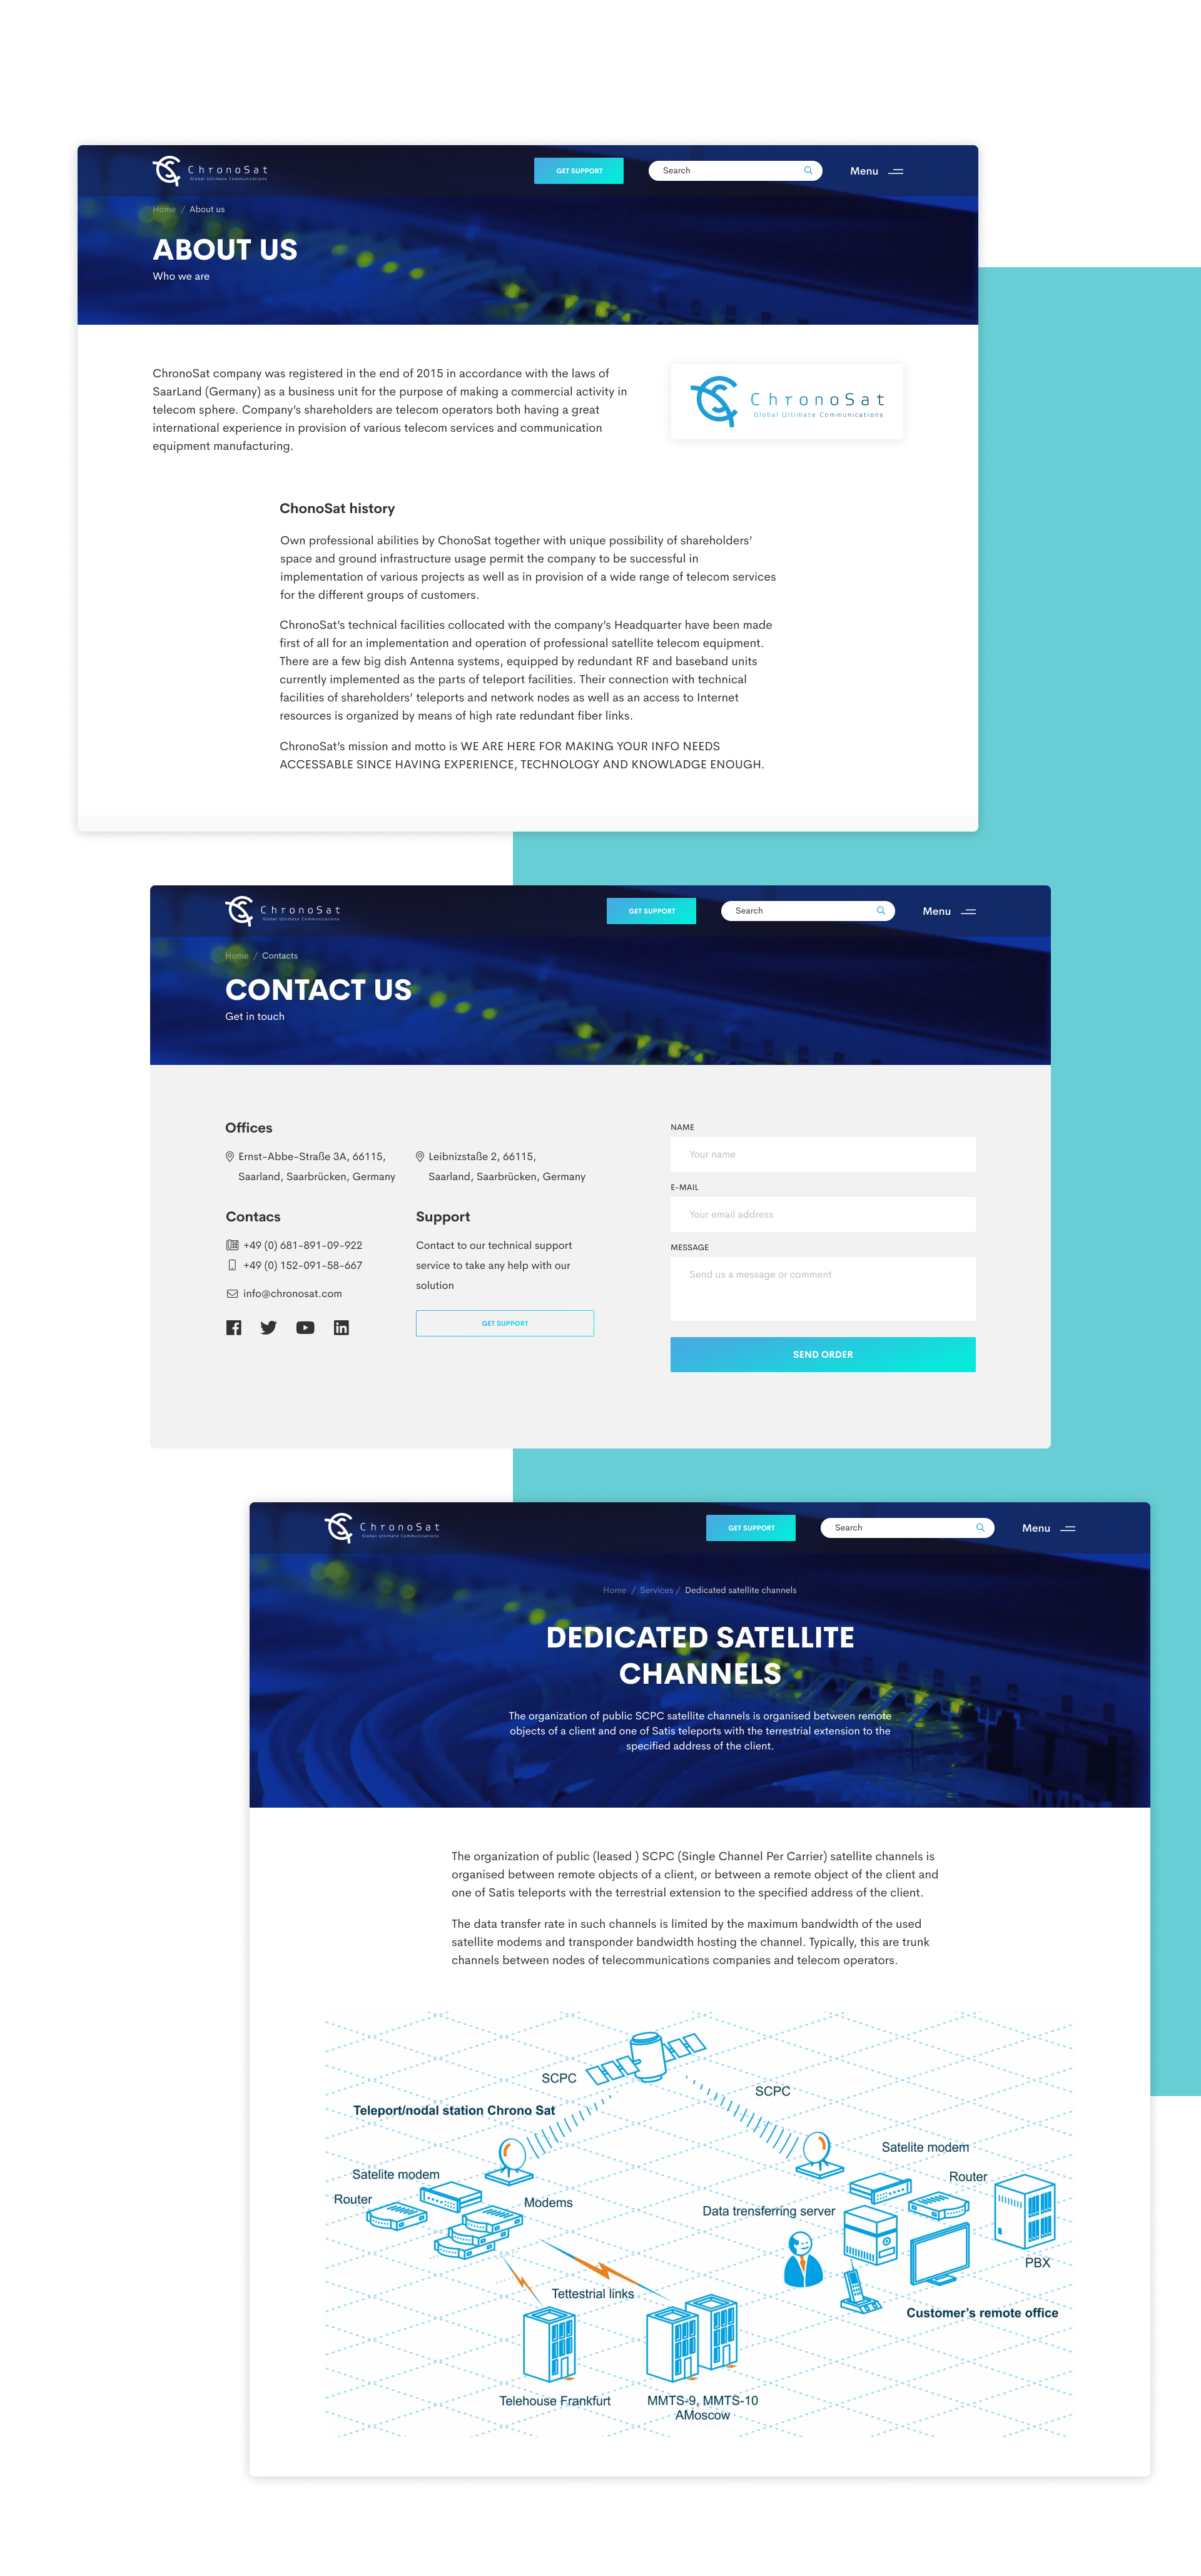 ChronoSat
Global Ultimate Communications
GET SUPPORT
Search
Menu
Home / About us
ABOUT US
Who we are
ChronoSat company was registered in the end of 2015 in accordance with the laws of
SaarLand (Germany) as a business unit for the purpose of making a commercial activity in
telecom sphere. Company's shareholders are telecom operators both having a great
international experience in provision of various telecom services and communication
equipment manufacturing.
ChronoSat
Global Ultimate Communications
ChonoSat history
Own professional abilities by ChonoSat together with unique possibility of shareholders'
space and ground infrastructure usage permit the company to be successful in
implementation of various projects as well as in provision of a wide range of telecom services
for the different groups of customers.
ChronoSat's technical facilities collocated with the company's Headquarter have been made
first of all for an implementation and operation of professional satellite telecom equipment.
There are a few big dish Antenna systems, equipped by redundant RF and baseband units
currently implemented as the parts of teleport facilities. Their connection with technical
facilities of shareholders' teleports and network nodes as well as an access to Internet
resources is organized by means of high rate redundant fiber links.
ChronoSat's mission and motto is WE ARE HERE FOR MAKING YOUR INFO NEEDS
ACCESSABLE SINCE HAVING EXPERIENCE, TECHNOLOGY AND KNOWLADGE ENOUGH.
ChronoSat
Global Ultimate Communications
GET SUPPORT
Search
Menu
Home / Contacts
CONTACT US
Get in touch
Offices
Ernst-Abbe-Straße 3A, 66115,
Saarland, Saarbrücken, Germany
Leibnizstaße 2, 66115,
Saarland, Saarbrücken, Germany
Contacs
+49 (0) 681-891-09-922
+49 (0) 152-091-58-667
info@chronosat.com
Support
Contact to our technical support
service to take any help with our
solution
GET SUPPORT
NAME
Your name
E-MAIL
Your email address
MESSAGE
Send us a message or comment
SEND ORDER
ChronoSat
Global Ultimate Communications
GET SUPPORT
Search
Menu
Home / Services / Dedicated satellite channels
DEDICATED SATELLITE
CHANNELS
The organization of public SCPC satellite channels is organised between remote
objects of a client and one of Satis teleports with the terrestrial extension to the
specified address of the client.
The organization of public (leased ) SCPC (Single Channel Per Carrier) satellite channels is
organised between remote objects of a client, or between a remote object of the client and
one of Satis teleports with the terrestrial extension to the specified address of the client.
The data transfer rate in such channels is limited by the maximum bandwidth of the used
satellite modems and transponder bandwidth hosting the channel. Typically, this are trunk
channels between nodes of telecommunications companies and telecom operators.
SCPC
SCPC
Teleport/nodal station Chrono Sat
Satelite modem
Router
Modems
Satelite modem
Router
Data trensferring server
PBX
Tettestrial links
Customer's remote office
Telehouse Frankfurt
MMTS-9, MMTS-10
AMoscow